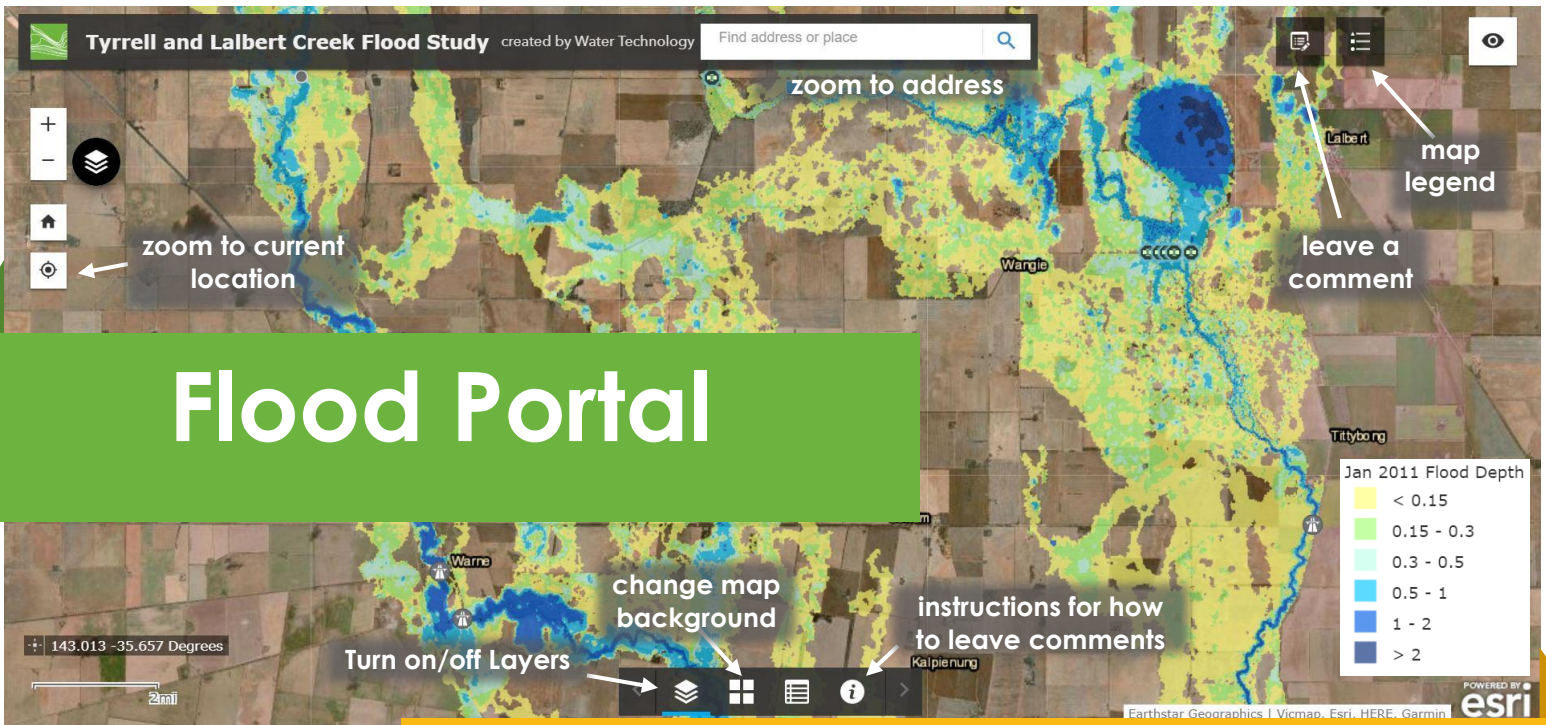 Tyrrell and Lalbert Creek Flood Study created by Water Technology
Find address or place
zoom to address
Lalbert
map
legend
zoom to current
location
Wangie
leave a
comment
Flood Portal
Tittybong
Jan 2011 Flood Depth
< 0.15
0.15 - 0.3
0.3 - 0.5
0.5 - 1
1 - 2
> 2
Warne
change map
background
instructions for how
to leave comments
143.013 -35.657 Degrees
Turn on/off Layers
Kalpienung
2mi
Earthstar Geographics | Vicmap, Esri, HERE, Garmin
POWERED BY
esri